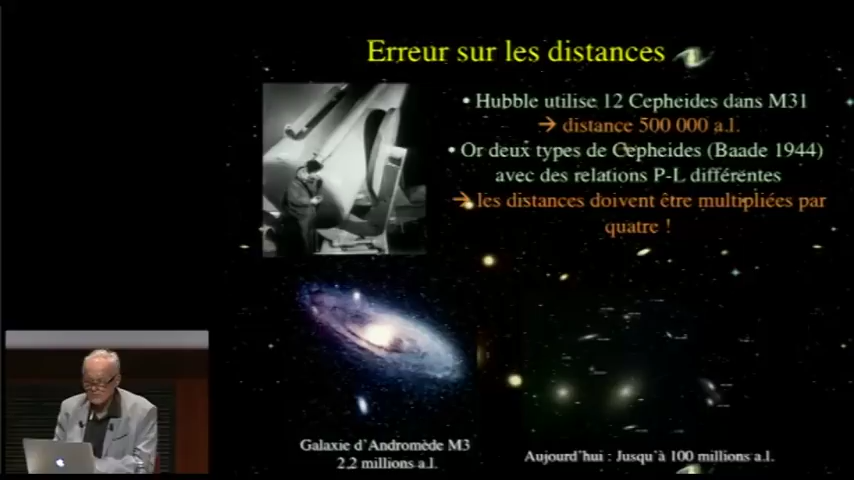 Erreur sur les distances
• Hubble utilise 12 Cepheides dans M31
→ distance 500 000 a.l.
• Or deux types de Cepheides (Baade 1944)
avec des relations P-L différentes
→ les distances doivent être multipliées par
quatre !
Galaxie d'Andromède M3
2.2 millions a.l.
Aujourd'hui : Jusqu'à 100 millions a.l.